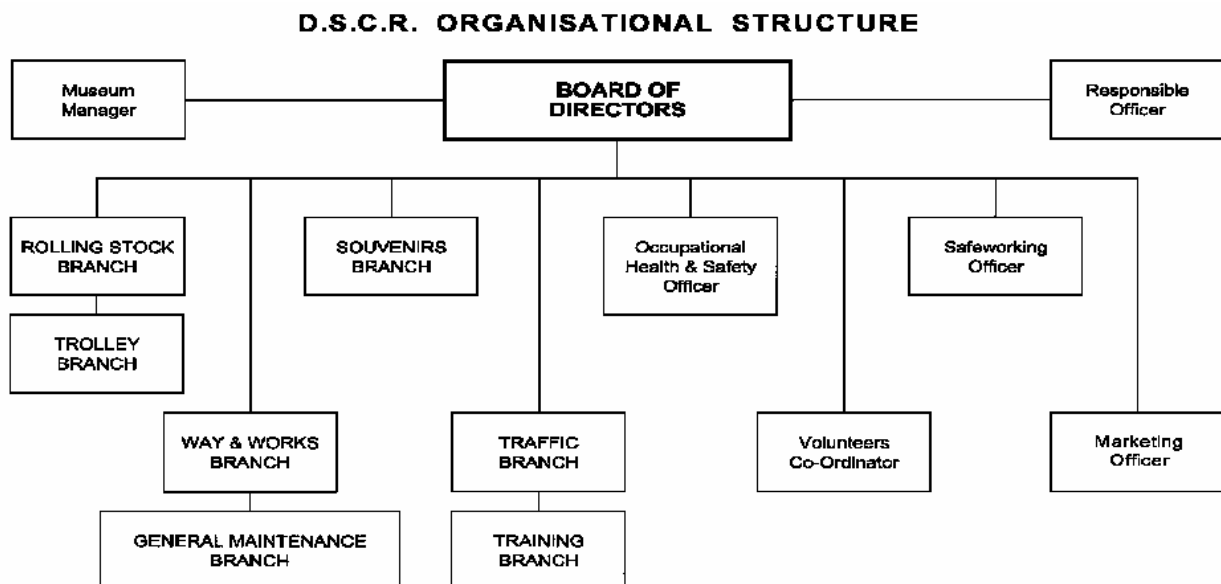 D.S.C.R. ORGANISATIONAL STRUCTURE
Museum
Manager
BOARD OF
DIRECTORS
Responsible
Officer
ROLLING STOCK
BRANCH
SOUVENIRS
BRANCH
Occupational
Health & Safety
Officer
Safeworking
Officer
TROLLEY
BRANCH
WAY & WORKS
BRANCH
TRAFFIC
BRANCH
Volunteers
Co-Ordinator
Marketing
Officer
GENERAL MAINTENANCE
BRANCH
TRAINING
BRANCH